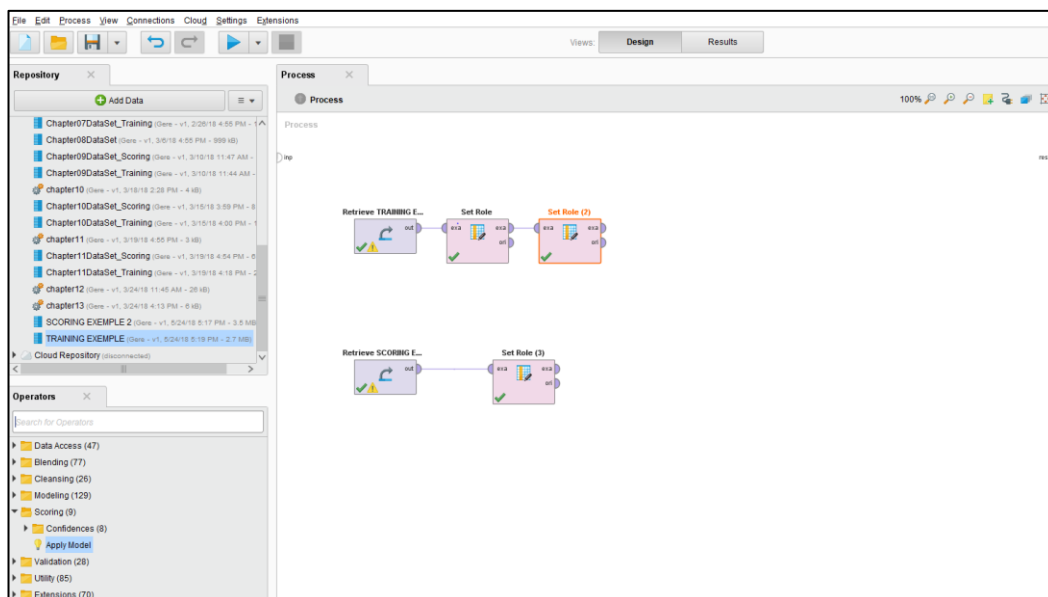 File Edit Process View Connections Cloud Settings Extensions
Views: Design Results
Repository
Add Data
Chapter07DataSet_Training (Gere - v1, 2/26/18 4:55 PM - 1
Chapter08DataSet (Gere - v1, 3/6/18 4:55 PM - 999 kB)
Chapter09DataSet_Scoring (Gere - v1, 3/10/18 11:47 AM -
Chapter09DataSet_Training (Gere - v1, 3/10/18 11:44 AM -
chapter10 (Gere - v1, 3/18/18 2:28 PM - 4 kB)
Chapter10DataSet_Scoring (Gere - v1, 3/15/18 3:59 PM - 8
Chapter10DataSet_Training (Gere - v1, 3/15/18 4:00 PM - 1
chapter11 (Gere - v1, 3/19/18 4:55 PM - 3 kB)
Chapter11DataSet_Scoring (Gere - v1, 3/19/18 4:54 PM - 6
Chapter11DataSet_Training (Gere - v1, 3/19/18 4:18 PM - 2
chapter12 (Gere - v1, 3/24/18 11:45 AM - 26 kB)
chapter13 (Gere - v1, 3/24/18 4:13 PM - 6 kB)
SCORING EXEMPLE 2 (Gere - v1, 5/24/18 5:17 PM - 3.5 MB
TRAINING EXEMPLE (Gere - v1, 5/24/18 5:19 PM - 2.7 MB)
Cloud Repository (disconnected)
Operators
Search for Operators
Data Access (47)
Blending (77)
Cleansing (26)
Modeling (129)
Scoring (9)
Confidences (8)
Apply Model
Validation (28)
Utility (85)
Extensions (70)
Process
Process
100%
Process
inp
res
Retrieve TRAINING E...
Set Role
Set Role (2)
out
exa
exa
ori
exa
exa
ori
Retrieve SCORING E...
Set Role (3)
out
exa
exa
ori